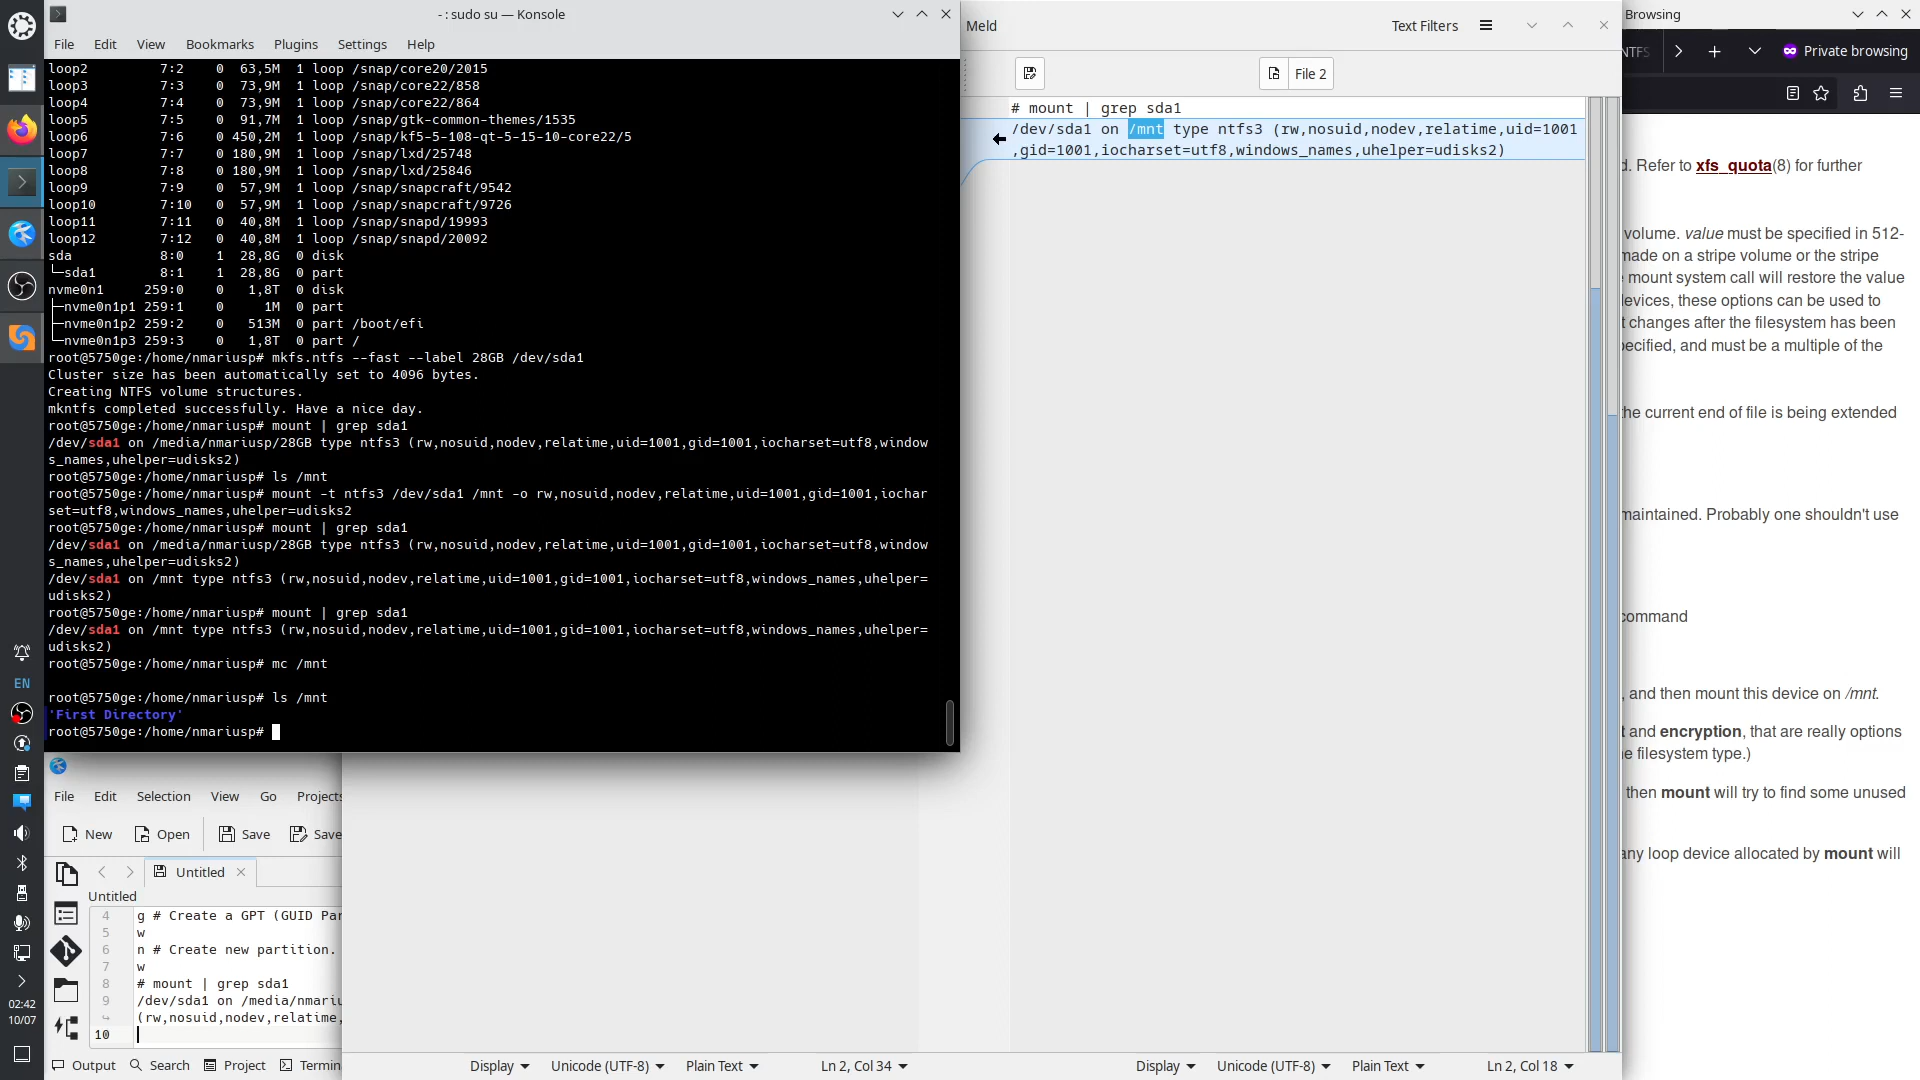 - : sudo su — Konsole
File Edit View Bookmarks Plugins Settings Help
loop2 7:2 0 63,5M 1 loop /snap/core20/2015
loop3 7:3 0 73,9M 1 loop /snap/core22/858
loop4 7:4 0 73,9M 1 loop /snap/core22/864
loop5 7:5 0 91,7M 1 loop /snap/gtk-common-themes/1535
loop6 7:6 0 450,2M 1 loop /snap/kf5-5-108-qt-5-15-10-core22/5
loop7 7:7 0 180,9M 1 loop /snap/lxd/25748
loop8 7:8 0 180,9M 1 loop /snap/lxd/25846
loop9 7:9 0 57,9M 1 loop /snap/snapcraft/9542
loop10 7:10 0 57,9M 1 loop /snap/snapcraft/9726
loop11 7:11 0 40,8M 1 loop /snap/snapd/19993
loop12 7:12 0 40,8M 1 loop /snap/snapd/20092
sda 8:0 1 28,8G 0 disk
└─sda1 8:1 1 28,8G 0 part
nvme0n1 259:0 0 1,8T 0 disk
├─nvme0n1p1 259:1 0 1M 0 part
├─nvme0n1p2 259:2 0 513M 0 part /boot/efi
└─nvme0n1p3 259:3 0 1,8T 0 part /
root@5750ge:/home/nmariusp# mkfs.ntfs --fast --label 28GB /dev/sda1
Cluster size has been automatically set to 4096 bytes.
Creating NTFS volume structures.
mkntfs completed successfully. Have a nice day.
root@5750ge:/home/nmariusp# mount | grep sda1
/dev/sda1 on /media/nmariusp/28GB type ntfs3 (rw,nosuid,nodev,relatime,uid=1001,gid=1001,iocharset=utf8,window
s_names,uhelper=udisks2)
root@5750ge:/home/nmariusp# ls /mnt
root@5750ge:/home/nmariusp# mount -t ntfs3 /dev/sda1 /mnt -o rw,nosuid,nodev,relatime,uid=1001,gid=1001,iochar
set=utf8,windows_names,uhelper=udisks2
root@5750ge:/home/nmariusp# mount | grep sda1
/dev/sda1 on /media/nmariusp/28GB type ntfs3 (rw,nosuid,nodev,relatime,uid=1001,gid=1001,iocharset=utf8,window
s_names,uhelper=udisks2)
/dev/sda1 on /mnt type ntfs3 (rw,nosuid,nodev,relatime,uid=1001,gid=1001,iocharset=utf8,windows_names,uhelper=
udisks2)
root@5750ge:/home/nmariusp# mount | grep sda1
/dev/sda1 on /mnt type ntfs3 (rw,nosuid,nodev,relatime,uid=1001,gid=1001,iocharset=utf8,windows_names,uhelper=
udisks2)
root@5750ge:/home/nmariusp# mc /mnt
root@5750ge:/home/nmariusp# ls /mnt
'First Directory'
root@5750ge:/home/nmariusp#
Meld
Text Filters
File 2
# mount | grep sda1
/dev/sda1 on /mnt type ntfs3 (rw,nosuid,nodev,relatime,uid=1001
,gid=1001,iocharset=utf8,windows_names,uhelper=udisks2)
Display Unicode (UTF-8) Plain Text Ln 2, Col 34
Display Unicode (UTF-8) Plain Text Ln 2, Col 18
Browsing
NTFS
Private browsing
d. Refer to xfs_quota(8) for further
volume. value must be specified in 512-
made on a stripe volume or the stripe
mount system call will restore the value
devices, these options can be used to
t changes after the filesystem has been
pecified, and must be a multiple of the
the current end of file is being extended
maintained. Probably one shouldn't use
command
, and then mount this device on /mnt.
t and encryption, that are really options
e filesystem type.)
then mount will try to find some unused
any loop device allocated by mount will
File Edit Selection View Go Projects
New Open Save Save
Untitled
Untitled
4 g # Create a GPT (GUID Par
5 w
6 n # Create new partition.
7 w
8 # mount | grep sda1
9 /dev/sda1 on /media/nmariu
(rw,nosuid,nodev,relatime,
10
Output Search Project Termin
EN
02:42
10/07